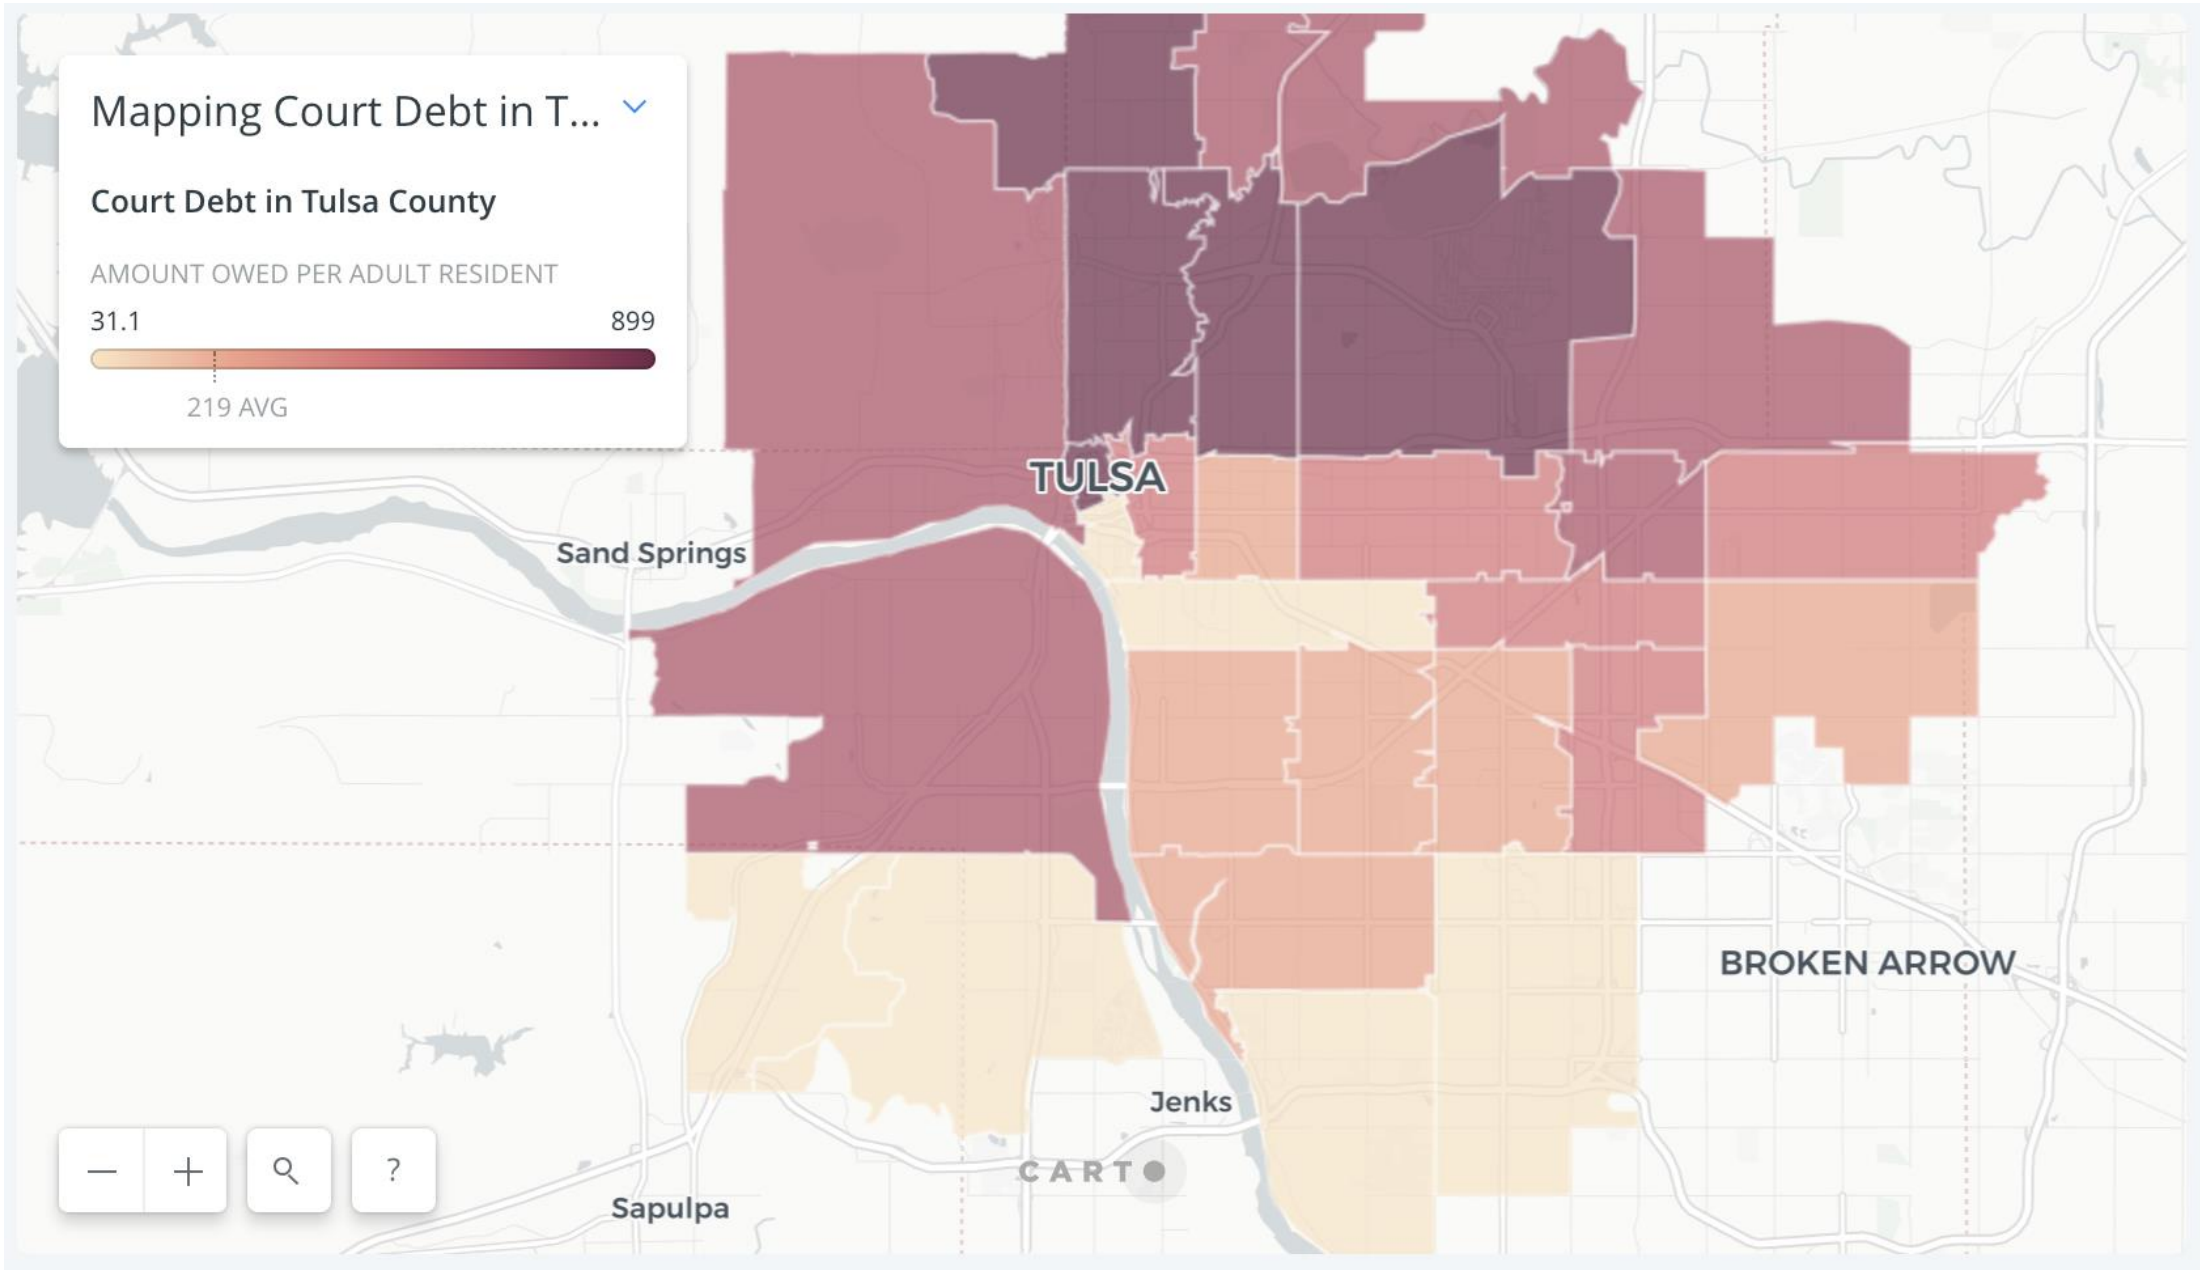 Mapping Court Debt in T...
Court Debt in Tulsa County
AMOUNT OWED PER ADULT RESIDENT
31.1 899
219 AVG
TULSA
Sand Springs
BROKEN ARROW
Jenks
CARTO
?
Sapulpa